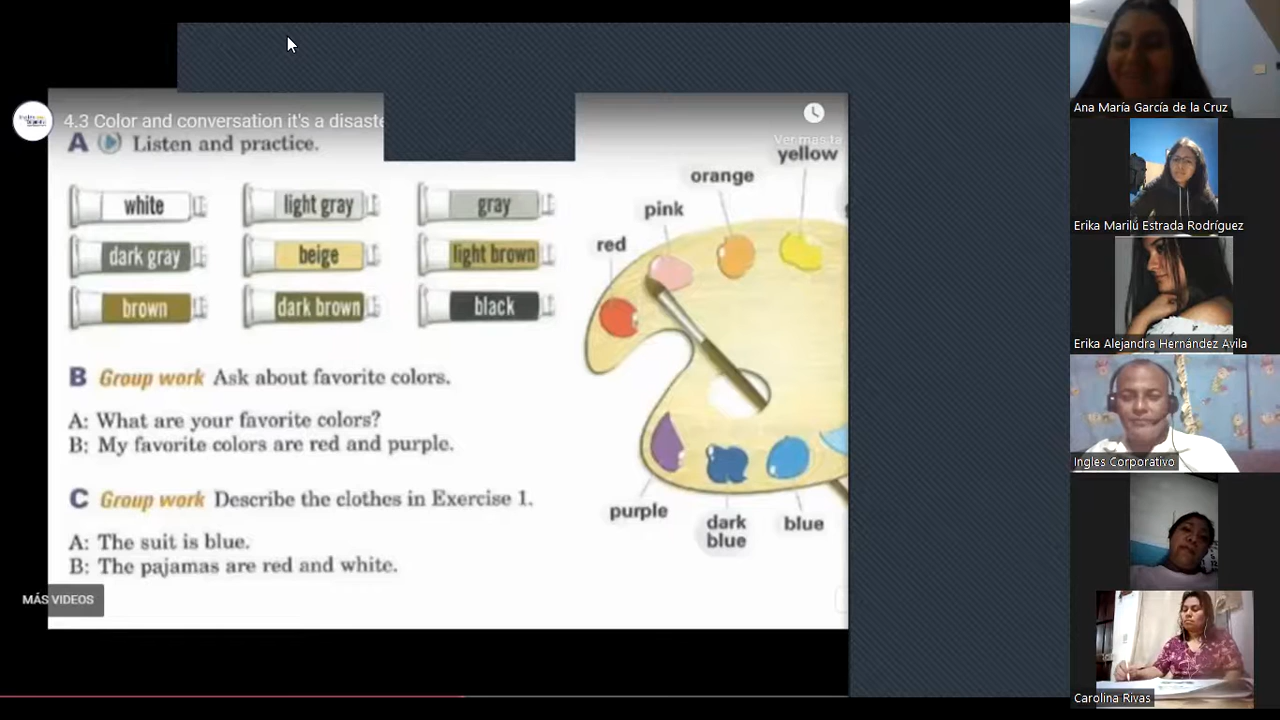 4.3 Color and conversation it's a disaste
A Listen and practice.
white
light gray
gray
dark gray
beige
light brown
brown
dark brown
black
Ver más ta
yellow
orange
pink
red
purple
dark
blue
blue
B Group work Ask about favorite colors.
A: What are your favorite colors?
B: My favorite colors are red and purple.
C Group work Describe the clothes in Exercise 1.
A: The suit is blue.
B: The pajamas are red and white.
MÁS VIDEOS
Ana María García de la Cruz
Erika Marilú Estrada Rodríguez
Erika Alejandra Hernández Avila
Ingles Corporativo
Carolina Rivas